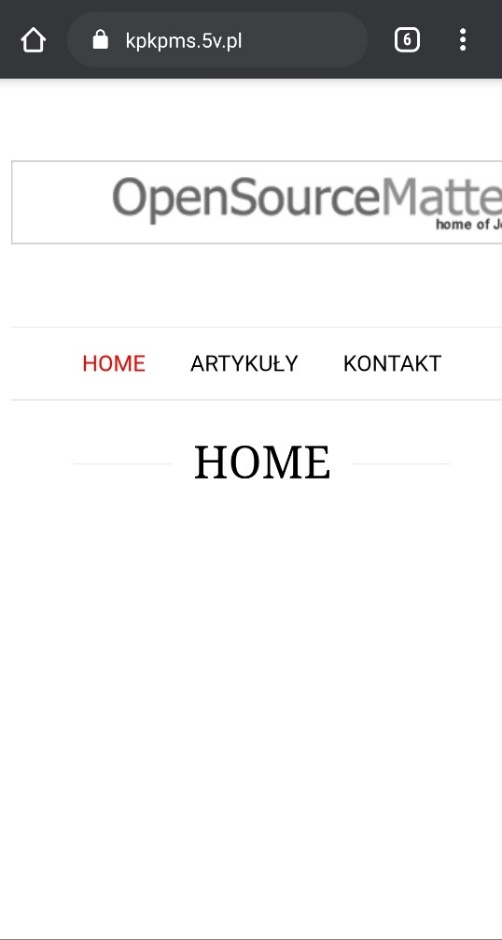 kpkpms.5v.pl
6
OpenSourceMatte
home of J
HOME
ARTYKUŁY
KONTAKT
HOME